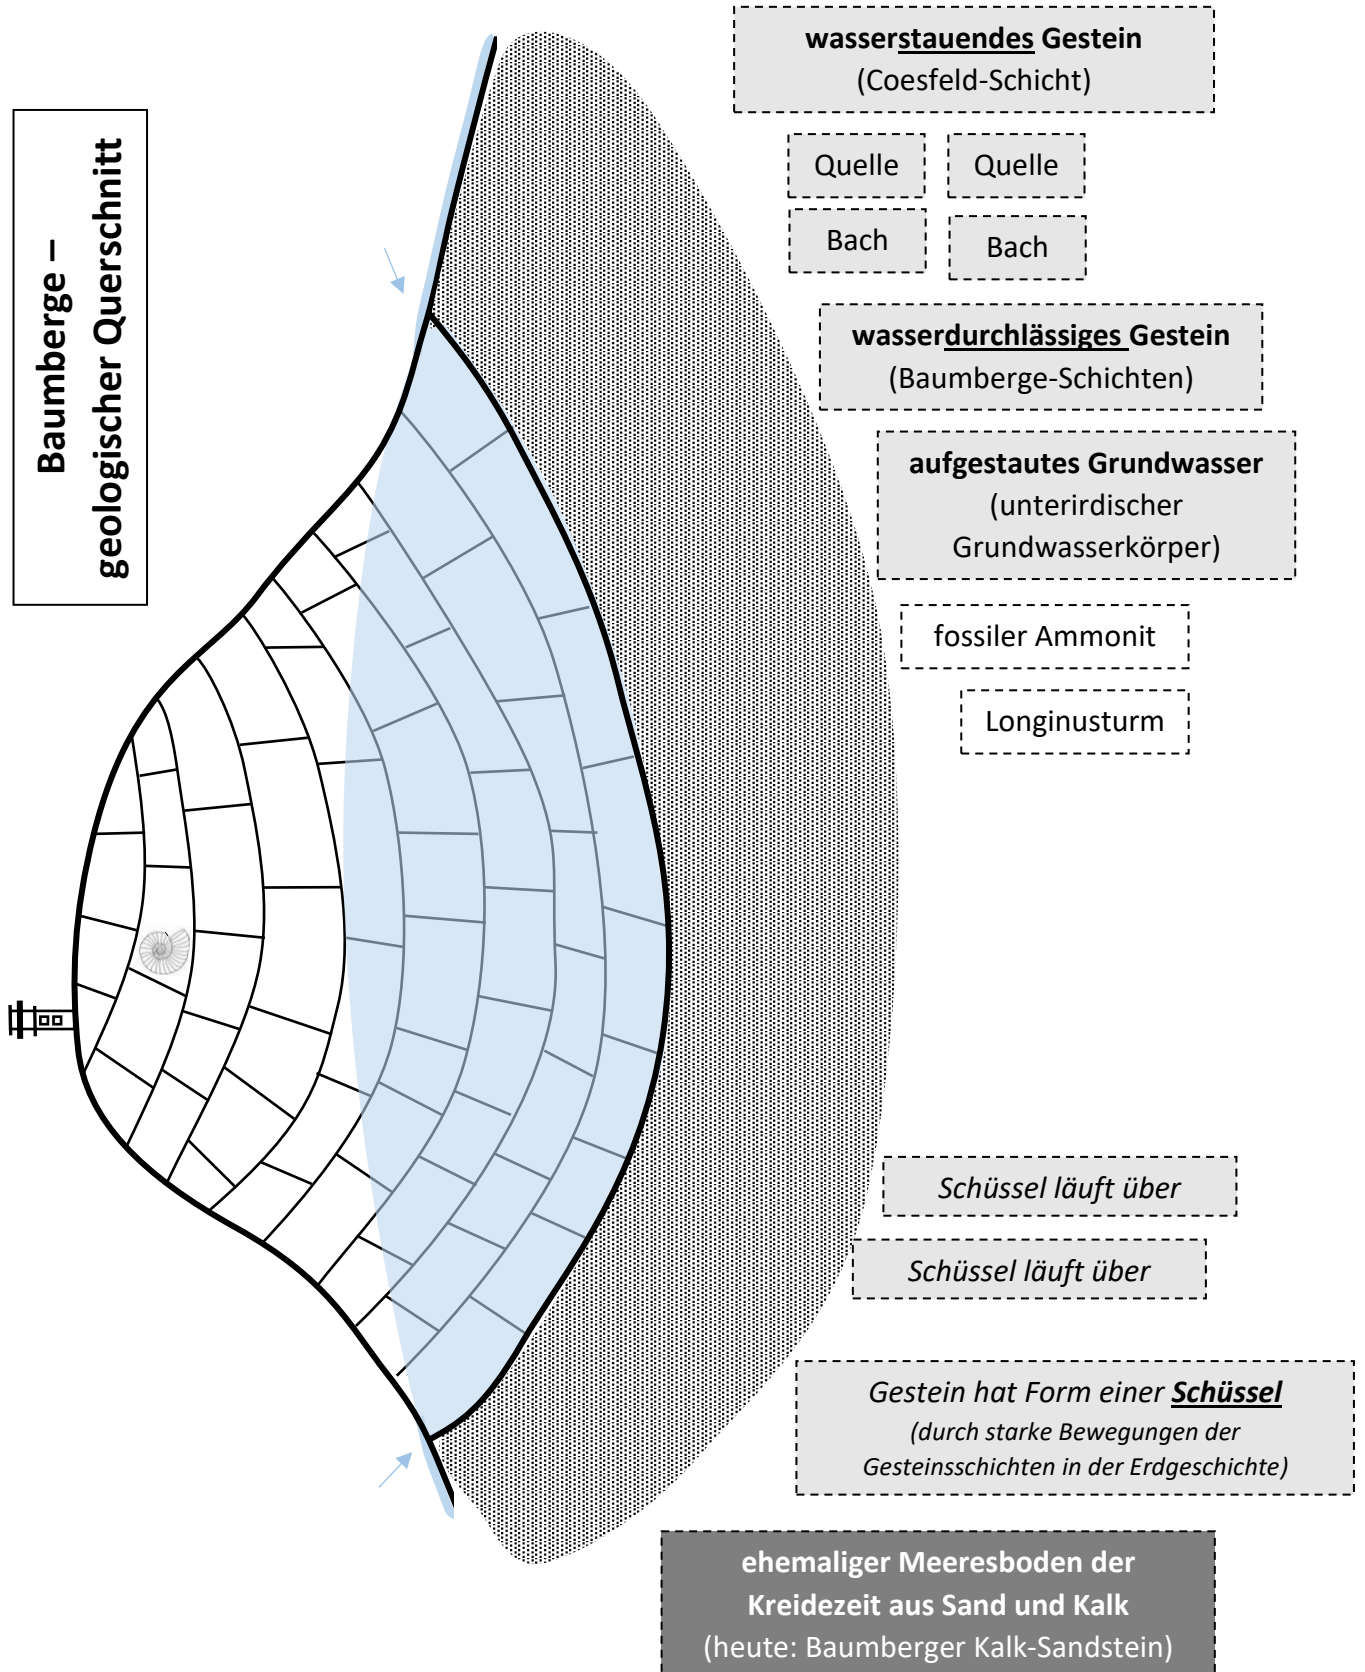 Baumberge –
geologischer Querschnitt
wasserstauendes Gestein
(Coesfeld-Schicht)
Quelle
Quelle
Bach
Bach
wasserdurchlässiges Gestein
(Baumberge-Schichten)
aufgestautes Grundwasser
(unterirdischer
Grundwasserkörper)
fossiler Ammonit
Longinusturm
Schüssel läuft über
Schüssel läuft über
Gestein hat Form einer Schüssel
(durch starke Bewegungen der
Gesteinsschichten in der Erdgeschichte)
ehemaliger Meeresboden der
Kreidezeit aus Sand und Kalk
(heute: Baumberger Kalk-Sandstein)